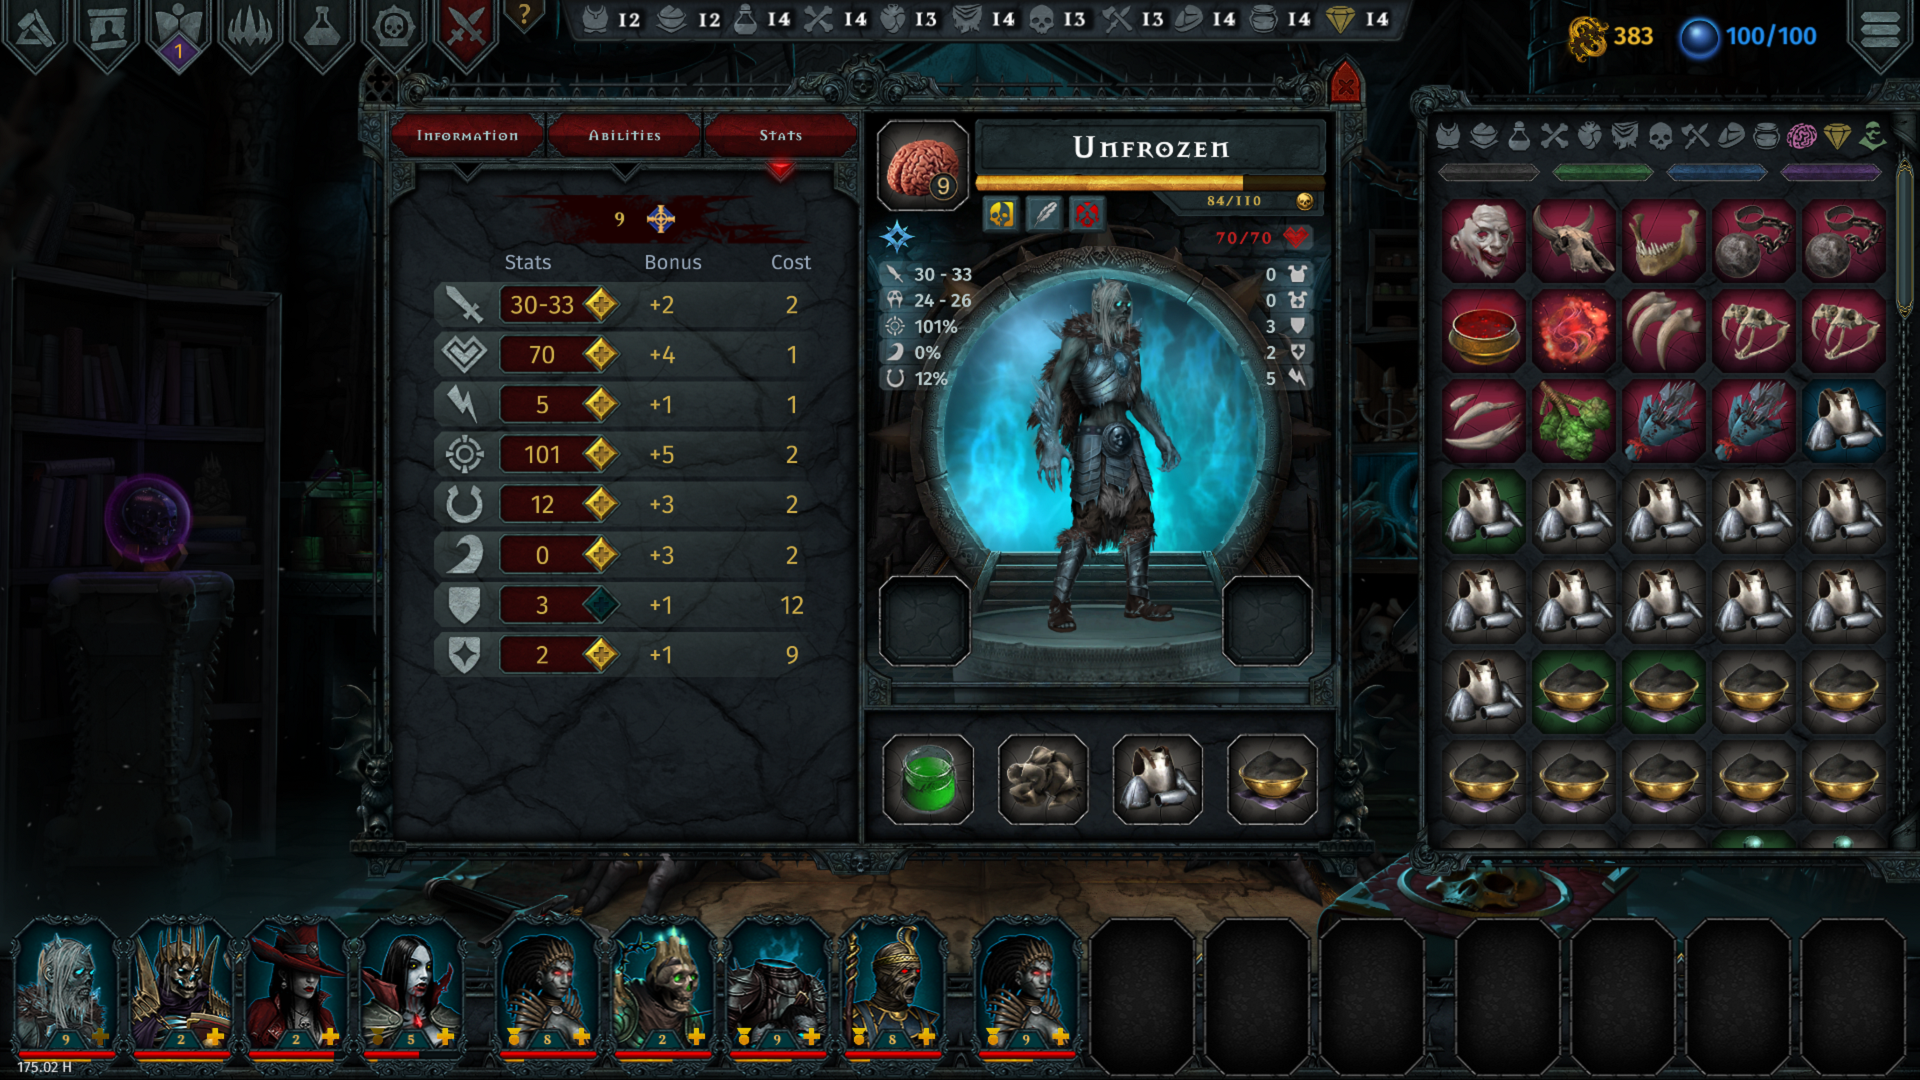 ? 12 12 14 14 13 14 13 13 14 14 14
383 100/100
1
Information Abilities Stats
Unfrozen
9
84/110
70/70
9
Stats Bonus Cost
30-33 +2 2
70 +4 1
5 +1 1
101 +5 2
12 +3 2
0 +3 2
3 +1 12
2 +1 9
30 - 33 0
24 - 26 0
101% 3
0% 2
12% 5
9 2 2 5 8 2 9 8 9
175.02 H